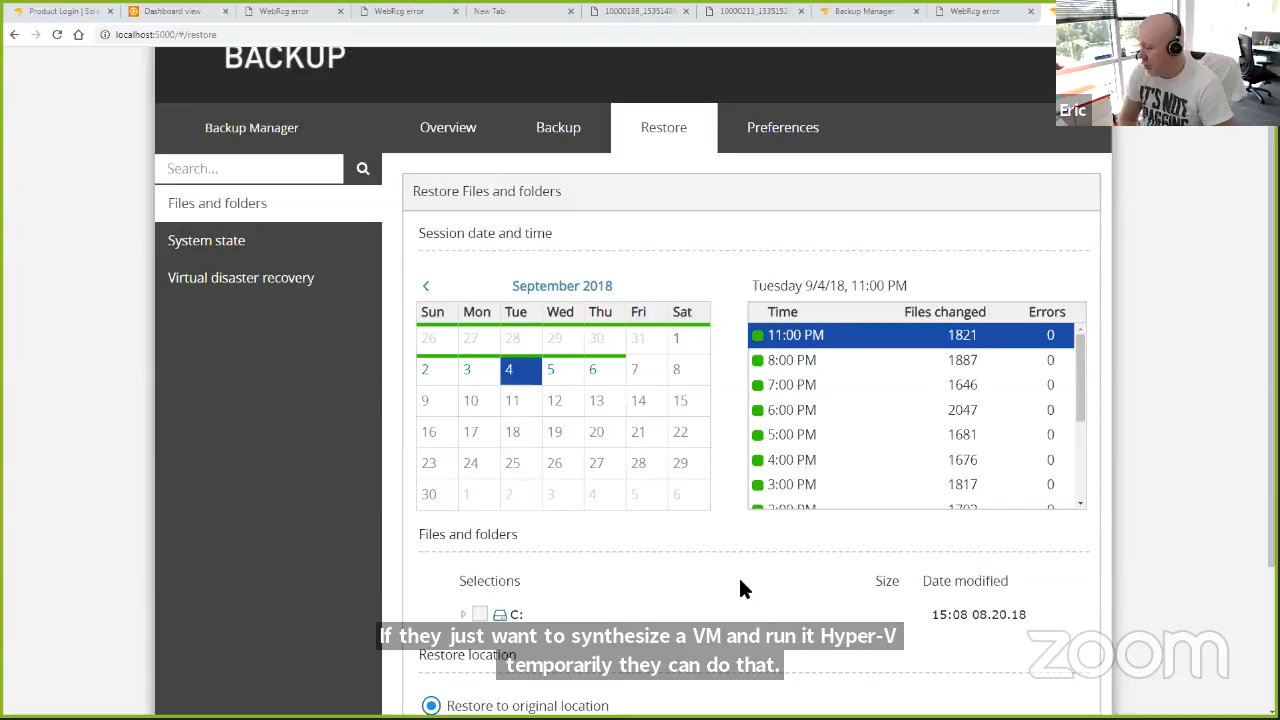 Product Login | Sola
Dashboard view
WebRcg error
WebRcg error
New Tab
10000188_1535148
10000213_1535152
Backup Manager
WebRcg error
localhost:5000/#/restore
BACKUP
Backup Manager
Overview
Backup
Restore
Preferences
Eric
IT'S NOT
Search...
Files and folders
System state
Virtual disaster recovery
Restore Files and folders
Session date and time
September 2018
Sun Mon Tue Wed Thu Fri Sat
26 27 28 29 30 31 1
2 3 4 5 6 7 8
9 10 11 12 13 14 15
16 17 18 19 20 21 22
23 24 25 26 27 28 29
30 1 2 3 4 5 6
Tuesday 9/4/18, 11:00 PM
Time Files changed Errors
11:00 PM 1821 0
8:00 PM 1887 0
7:00 PM 1646 0
6:00 PM 2047 0
5:00 PM 1681 0
4:00 PM 1676 0
3:00 PM 1817 0
Files and folders
Selections Size Date modified
C: 15:08 08.20.18
If they just want to synthesize a VM and run it Hyper-V
temporarily they can do that.
Restore location
Restore to original location
zoom